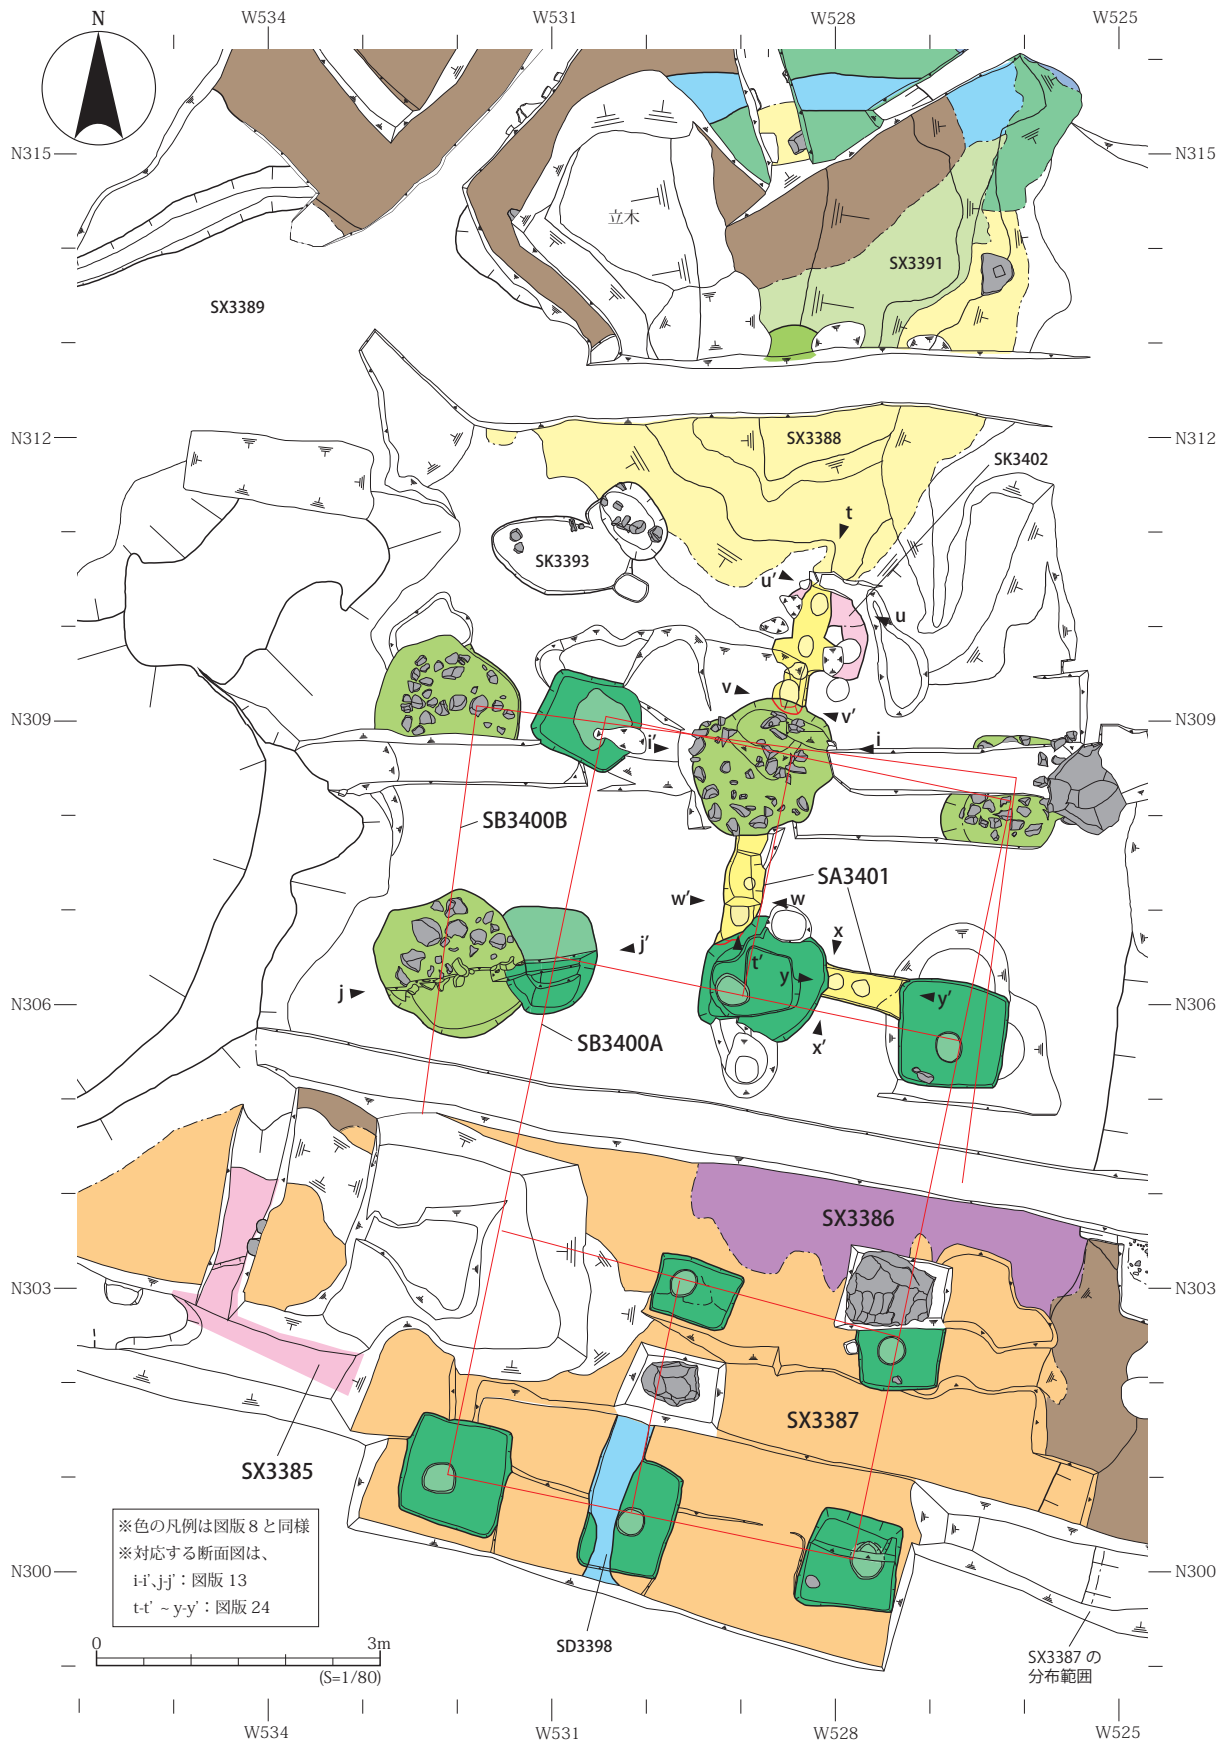 W534
W531
W528
W525
N
N315
N315
立木
SX3391
SX3389
N312
N312
SX3388
SK3402
t
SK3393
u'
u
v
v'
N309
N309
i'
i
SB3400B
SA3401
w'
w
x
j'
t'
y
y'
j
N306
N306
SB3400A
x'
SX3386
N303
N303
SX3387
SX3385
※色の凡例は図版8と同様
※対応する断面図は、
i-i'、j-j'：図版 13
t-t' ~ y-y'：図版 24
N300
N300
0
3m
(S=1/80)
SD3398
SX3387 の
分布範囲
W534
W531
W528
W525